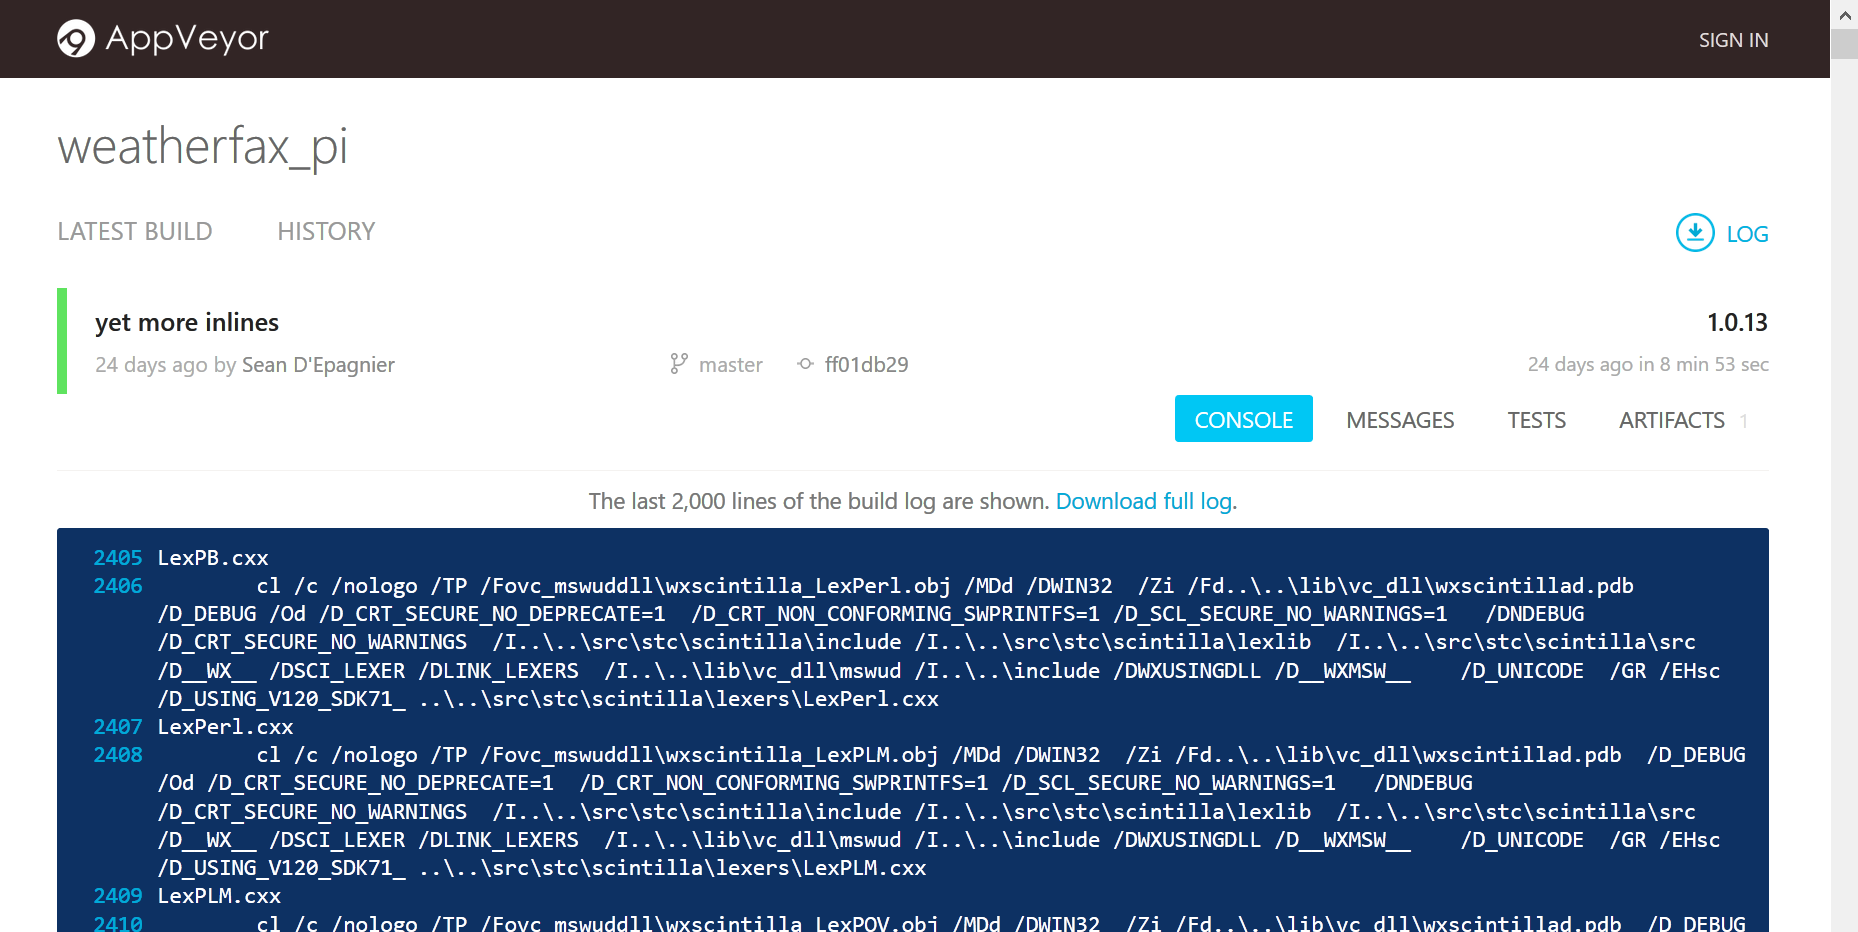 AppVeyor
SIGN IN
weatherfax_pi
LATEST BUILD HISTORY
LOG
yet more inlines
1.0.13
24 days ago by Sean D'Epagnier master ff01db29
24 days ago in 8 min 53 sec
CONSOLE MESSAGES TESTS ARTIFACTS 1
The last 2,000 lines of the build log are shown. Download full log.
2405 LexPB.cxx
2406 cl /c /nologo /TP /Fovc_mswuddll\wxscintilla_LexPerl.obj /MDd /DWIN32  /Zi /Fd..\..\lib\vc_dll\wxscintillad.pdb
/D_DEBUG /Od /D_CRT_SECURE_NO_DEPRECATE=1  /D_CRT_NON_CONFORMING_SWPRINTFS=1 /D_SCL_SECURE_NO_WARNINGS=1   /DNDEBUG
/D_CRT_SECURE_NO_WARNINGS  /I..\..\src\stc\scintilla\include /I..\..\src\stc\scintilla\lexlib  /I..\..\src\stc\scintilla\src
/D__WX__ /DSCI_LEXER /DLINK_LEXERS  /I..\..\lib\vc_dll\mswud /I..\..\include /DWXUSINGDLL /D__WXMSW__    /D_UNICODE  /GR /EHsc
/D_USING_V120_SDK71_ ..\..\src\stc\scintilla\lexers\LexPerl.cxx
2407 LexPerl.cxx
2408 cl /c /nologo /TP /Fovc_mswuddll\wxscintilla_LexPLM.obj /MDd /DWIN32  /Zi /Fd..\..\lib\vc_dll\wxscintillad.pdb  /D_DEBUG
/Od /D_CRT_SECURE_NO_DEPRECATE=1  /D_CRT_NON_CONFORMING_SWPRINTFS=1 /D_SCL_SECURE_NO_WARNINGS=1   /DNDEBUG
/D_CRT_SECURE_NO_WARNINGS  /I..\..\src\stc\scintilla\include /I..\..\src\stc\scintilla\lexlib  /I..\..\src\stc\scintilla\src
/D__WX__ /DSCI_LEXER /DLINK_LEXERS  /I..\..\lib\vc_dll\mswud /I..\..\include /DWXUSINGDLL /D__WXMSW__    /D_UNICODE  /GR /EHsc
/D_USING_V120_SDK71_ ..\..\src\stc\scintilla\lexers\LexPLM.cxx
2409 LexPLM.cxx
2410 cl /c /nologo /TP /Fovc_mswuddll\wxscintilla_LexPOV.obj /MDd /DWIN32  /Zi /Fd..\..\lib\vc_dll\wxscintillad.pdb  /D_DEBUG